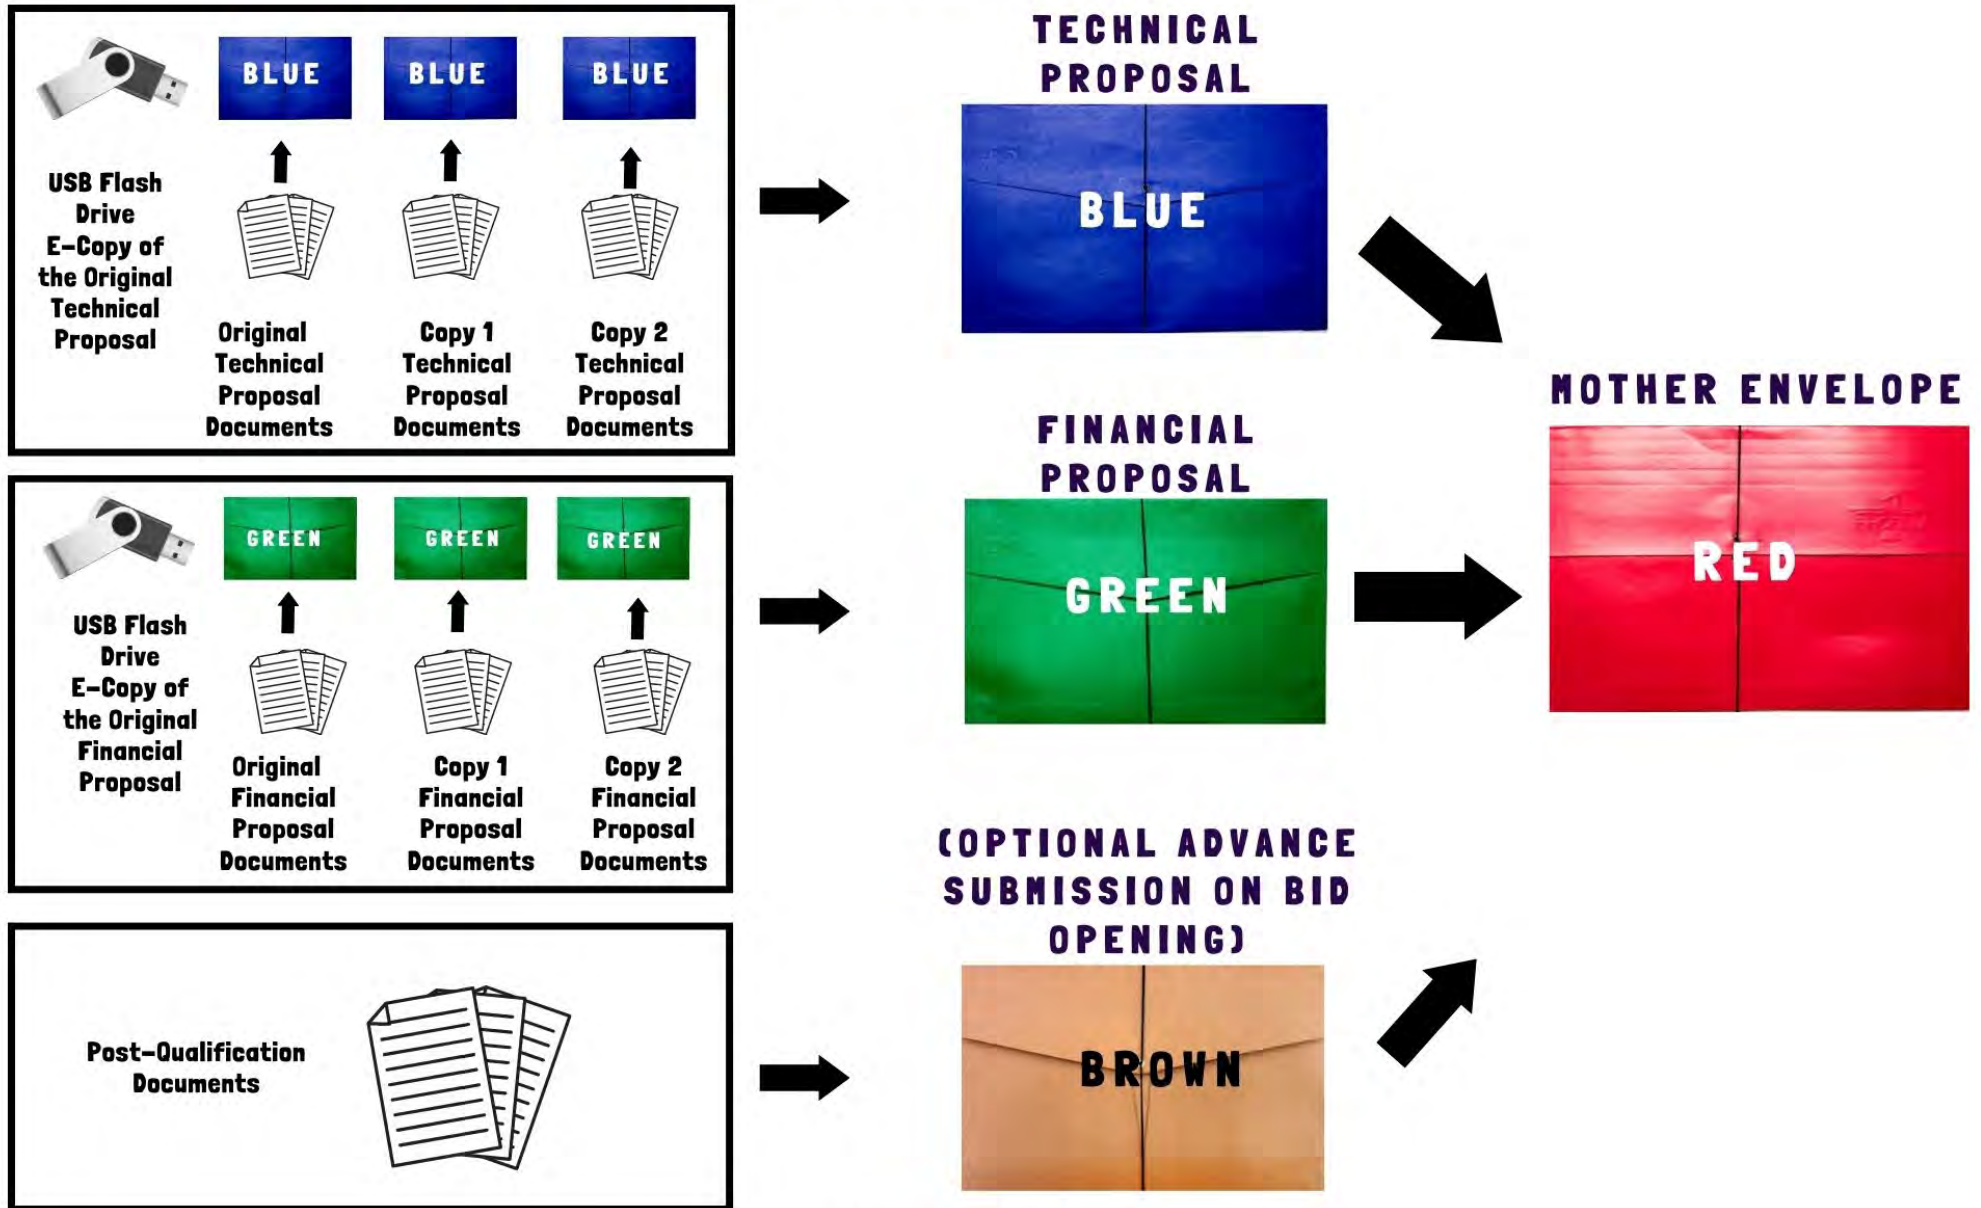 BLUE
BLUE
BLUE
USB Flash
Drive
E-Copy of
the Original
Technical
Proposal
Original
Technical
Proposal
Documents
Copy 1
Technical
Proposal
Documents
Copy 2
Technical
Proposal
Documents
TECHNICAL
PROPOSAL
BLUE
GREEN
GREEN
GREEN
USB Flash
Drive
E-Copy of
the Original
Financial
Proposal
Original
Financial
Proposal
Documents
Copy 1
Financial
Proposal
Documents
Copy 2
Financial
Proposal
Documents
FINANCIAL
PROPOSAL
GREEN
MOTHER ENVELOPE
RED
Post-Qualification
Documents
(OPTIONAL ADVANCE
SUBMISSION ON BID
OPENING)
BROWN